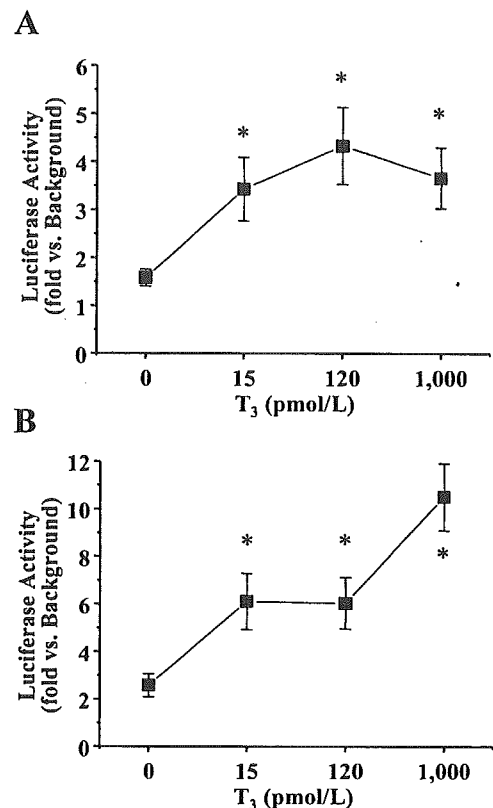 A
Luciferase Activity
(fold vs. Background)
6
5
4
3
2
1
0
* * *
0 15 120 1,000
T₃ (pmol/L)
B
Luciferase Activity
(fold vs. Background)
12
10
8
6
4
2
0
* * *
0 15 120 1,000
T₃ (pmol/L)